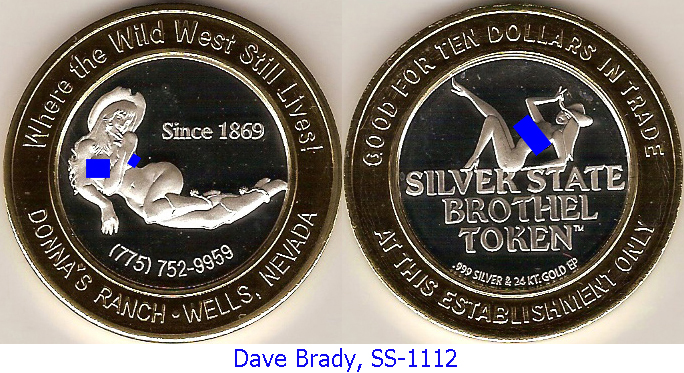 Where the Wild West Still Lives!
Since 1869
(775) 752-9959
DONNA'S RANCH • WELLS, NEVADA
GOOD FOR TEN DOLLARS IN TRADE
SILVER STATE
BROTHEL
TOKEN™
.999 SILVER & 24 KT. GOLD EP
AT THIS ESTABLISHMENT ONLY
Dave Brady, SS-1112